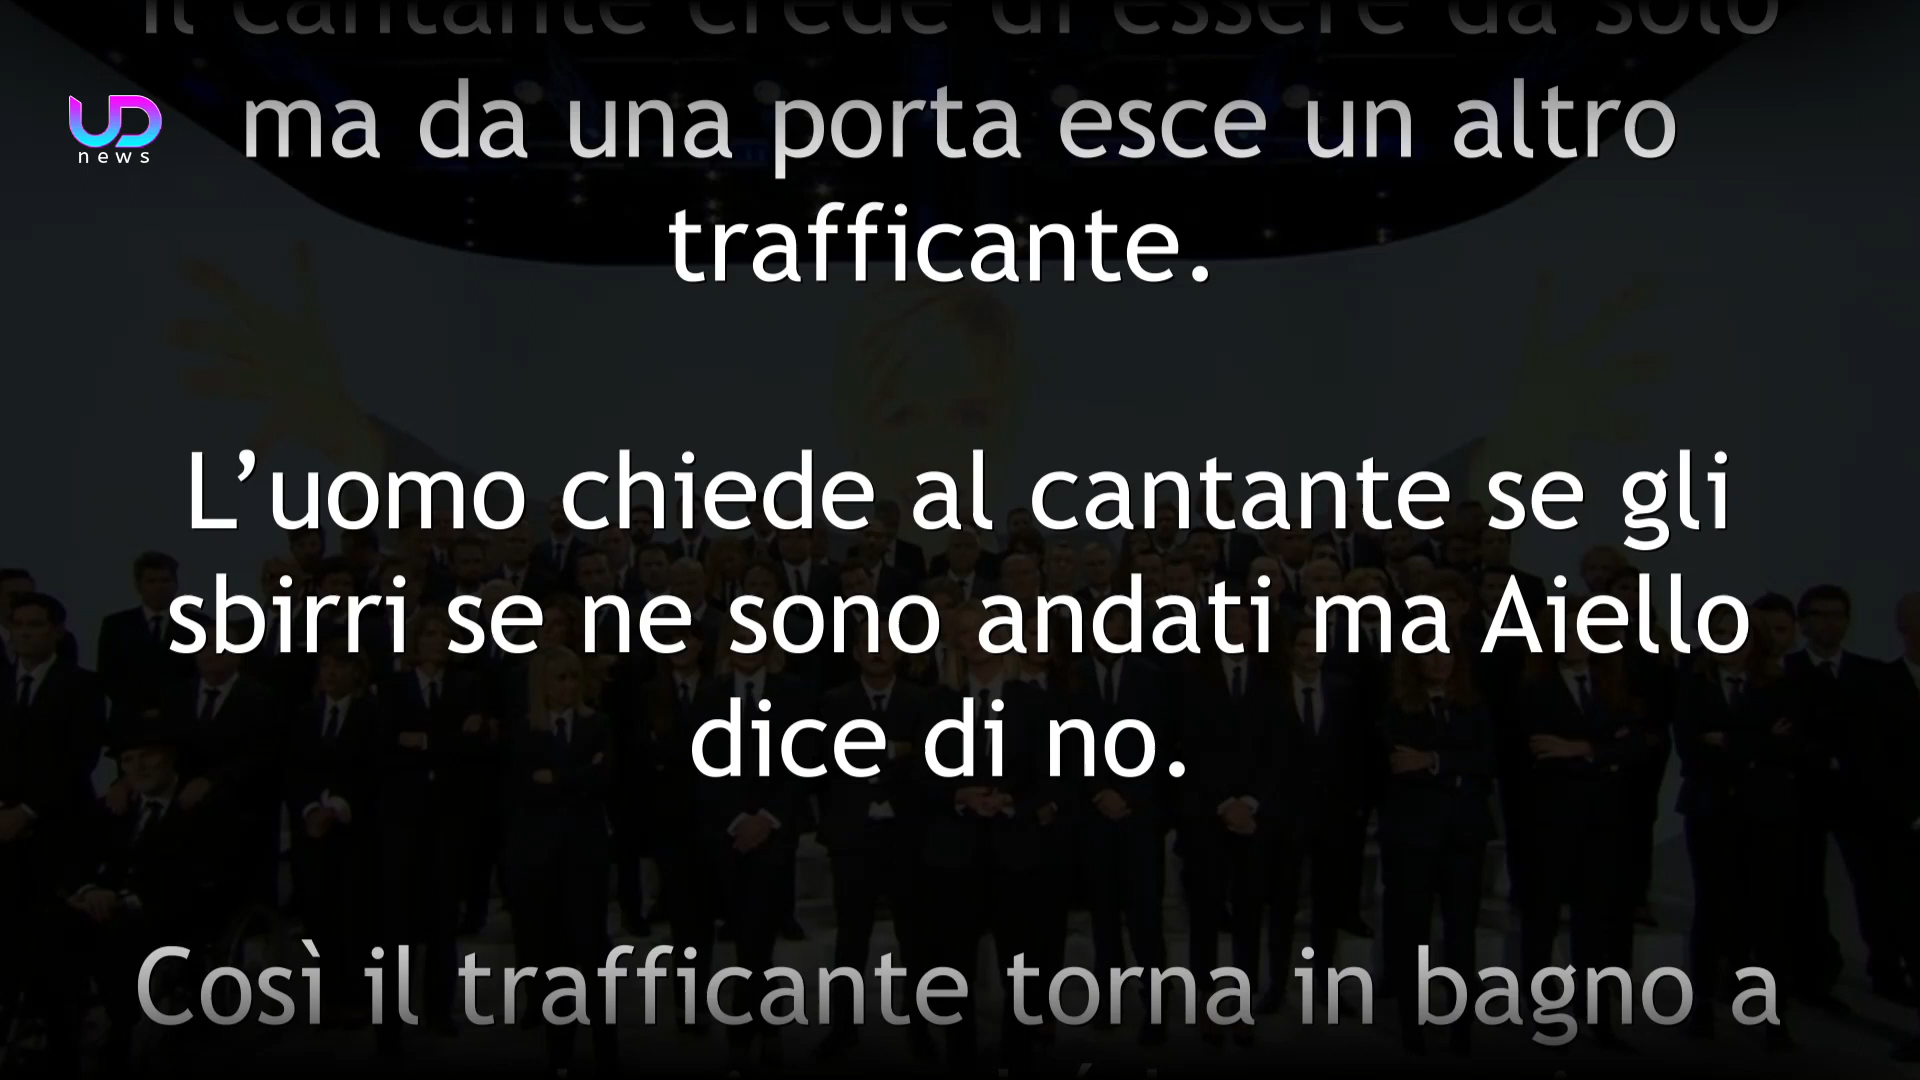 Il cantante crede di essere da solo
UD
news
ma da una porta esce un altro
trafficante.
L’uomo chiede al cantante se gli
sbirri se ne sono andati ma Aiello
dice di no.
Così il trafficante torna in bagno a